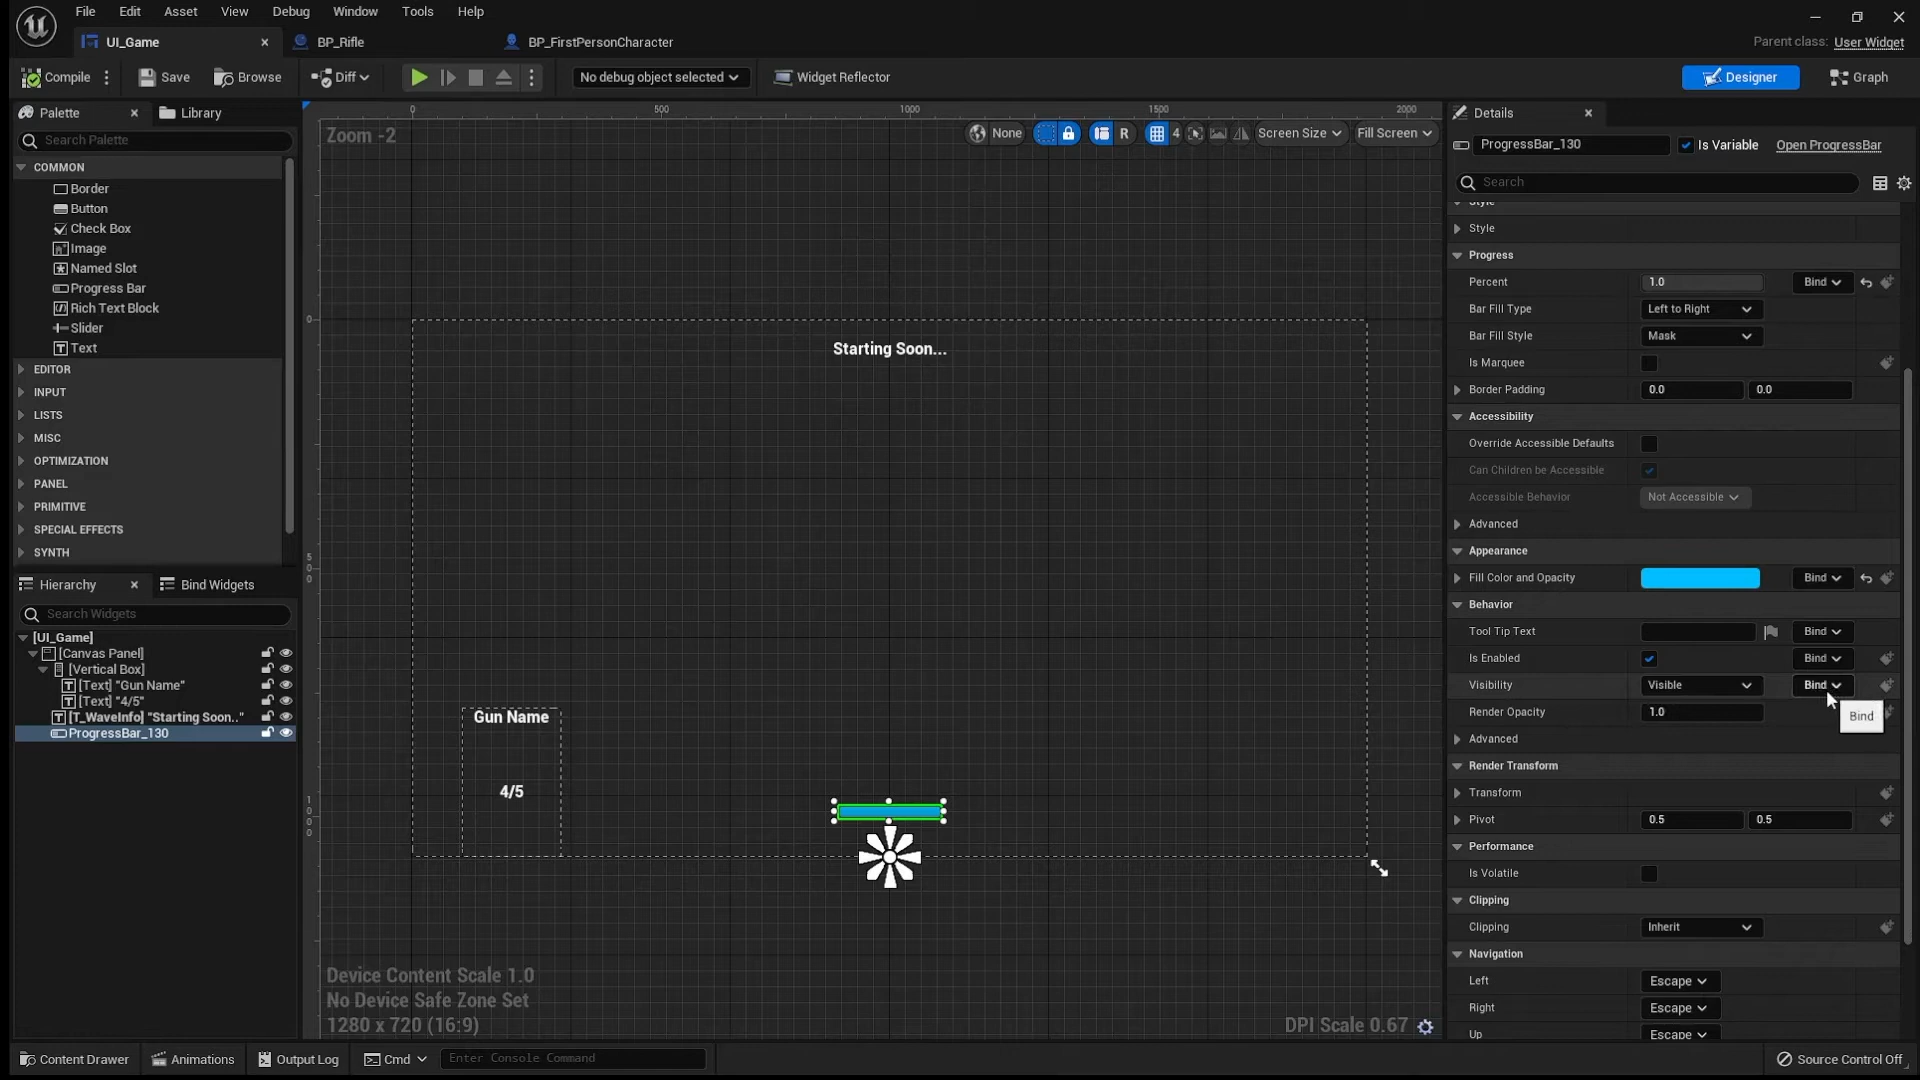 File Edit Asset View Debug Window Tools Help
UI_Game BP_Rifle BP_FirstPersonCharacter Parent class: User Widget
Compile Save Browse Diff No debug object selected Widget Reflector Designer Graph
Palette Library
Search Palette
COMMON
Border
Button
Check Box
Image
Named Slot
Progress Bar
Rich Text Block
Slider
Text
EDITOR
INPUT
LISTS
MISC
OPTIMIZATION
PANEL
PRIMITIVE
SPECIAL EFFECTS
SYNTH
Hierarchy Bind Widgets
Search Widgets
[UI_Game]
[Canvas Panel]
[Vertical Box]
[Text] "Gun Name"
[Text] "4/5"
[T_WaveInfo] "Starting Soon.."
ProgressBar_130
0 500 1000 1500 2000
Zoom -2 None R 4 Screen Size Fill Screen
0
500
1000
Starting Soon...
Gun Name
4/5
Device Content Scale 1.0
No Device Safe Zone Set
1280 x 720 (16:9)
DPI Scale 0.67
Details
ProgressBar_130 Is Variable Open ProgressBar
Search
Style
Style
Progress
Percent 1.0 Bind
Bar Fill Type Left to Right
Bar Fill Style Mask
Is Marquee
Border Padding 0.0 0.0
Accessibility
Override Accessible Defaults
Can Children be Accessible
Accessible Behavior Not Accessible
Advanced
Appearance
Fill Color and Opacity Bind
Behavior
Tool Tip Text Bind
Is Enabled Bind
Visibility Visible Bind
Render Opacity 1.0
Bind
Advanced
Render Transform
Transform
Pivot 0.5 0.5
Performance
Is Volatile
Clipping
Clipping Inherit
Navigation
Left Escape
Right Escape
Up Escape
Content Drawer Animations Output Log Cmd Enter Console Command Source Control Off